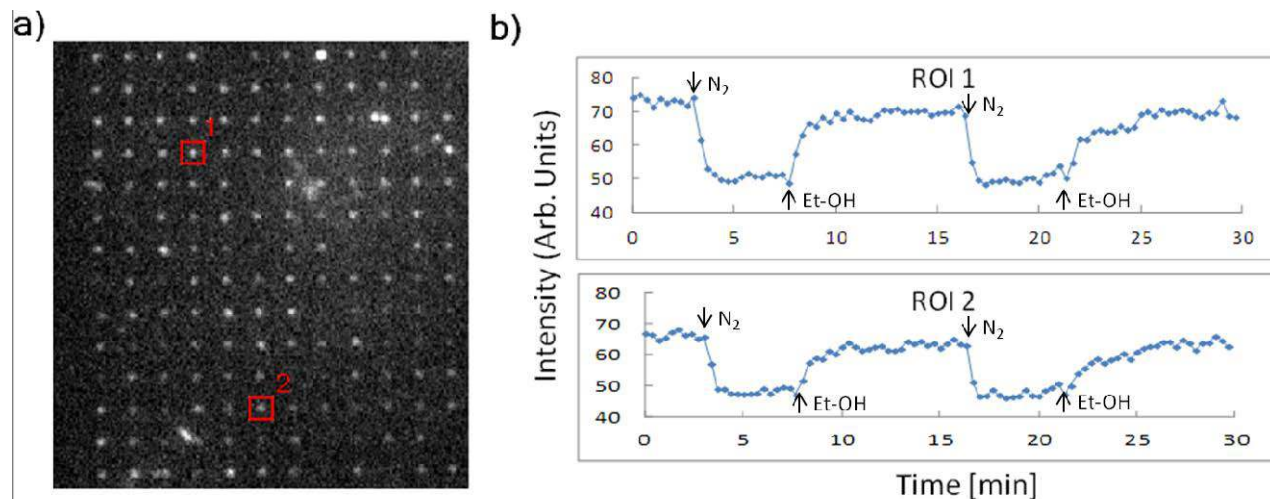 a)
1
2
b)
Intensity (Arb. Units)
ROI 1
80
70
60
50
40
N₂
Et-OH
N₂
Et-OH
0 5 10 15 20 25 30
ROI 2
80
70
60
50
40
N₂
Et-OH
N₂
Et-OH
0 5 10 15 20 25 30
Time [min]